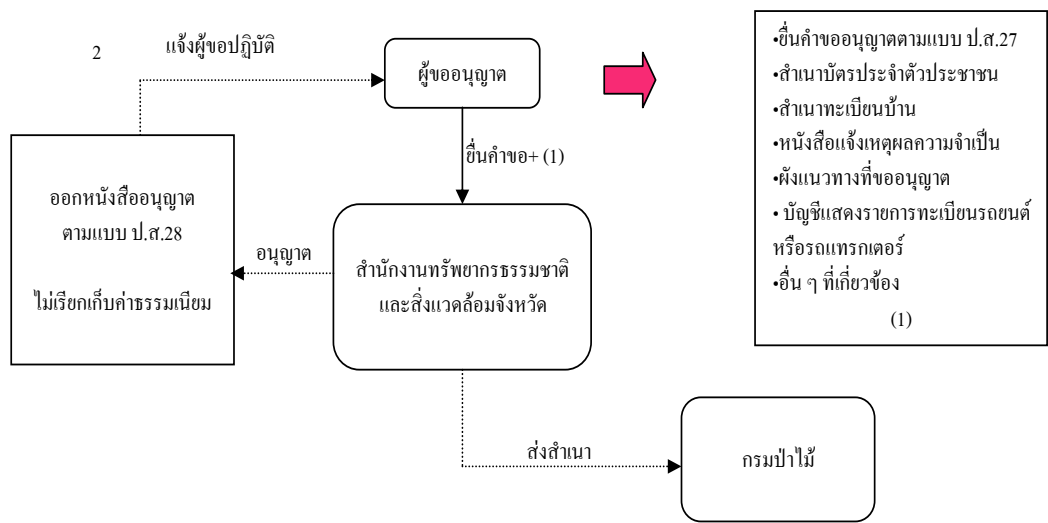 2
แจ้งผู้ขอปฏิบัติ
ผู้ขออนุญาต
•ยื่นคำขออนุญาตตามแบบ ป.ส.27
•สำเนาบัตรประจำตัวประชาชน
•สำเนาทะเบียนบ้าน
•หนังสือแจ้งเหตุผลความจำเป็น
•ผังแนวทางที่ขออนุญาต
• บัญชีแสดงรายการทะเบียนรถยนต์
หรือรถแทรกเตอร์
•อื่น ๆ ที่เกี่ยวข้อง
(1)
ยื่นคำขอ+ (1)
ออกหนังสืออนุญาต
ตามแบบ ป.ส.28
ไม่เรียกเก็บค่าธรรมเนียม
อนุญาต
สำนักงานทรัพยากรธรรมชาติ
และสิ่งแวดล้อมจังหวัด
ส่งสำเนา
กรมป่าไม้